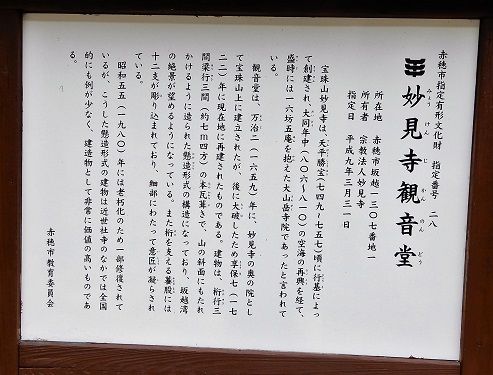 赤穂市指定有形文化財　指定番号　二八
妙見寺観音堂
みょうけんじかんのんどう
所在地　赤穂市坂越一三〇七番地一
所有者　宗教法人妙見寺
指定日　平成九年三月三一日
宝珠山妙見寺は、天平勝宝(七四九~七五七)頃に行基によっ
て創建され、大同年中(八〇六~八一〇)の空海の再興を経て、
盛時には一六坊五庵を抱えた大山岳寺院であったと言われて
いる。
観音堂は、万治二(一六五九)年に、妙見寺の奥の院とし
て宝珠山上に建立されたが、後に大破したため享保七(一七
二二)年に現在地に再建されたものである。建物は、桁行三
間梁行三間(約七m四方)の本瓦葺きで、山の斜面にもたれ
かけるように造られた懸造形式の構造になっており、坂越湾
の絶景が望めるようになっている。また桁を支える蟇股には
十二支が彫り込まれており、細部にわたって意匠が凝らされ
ている。
昭和五五(一九八〇)年には老朽化のため一部修復されて
いるが、こうした懸造形式の建物は近世社寺のなかでは全国
的にも例が少なく、建造物として非常に価値の高いものであ
る。
赤穂市教育委員会